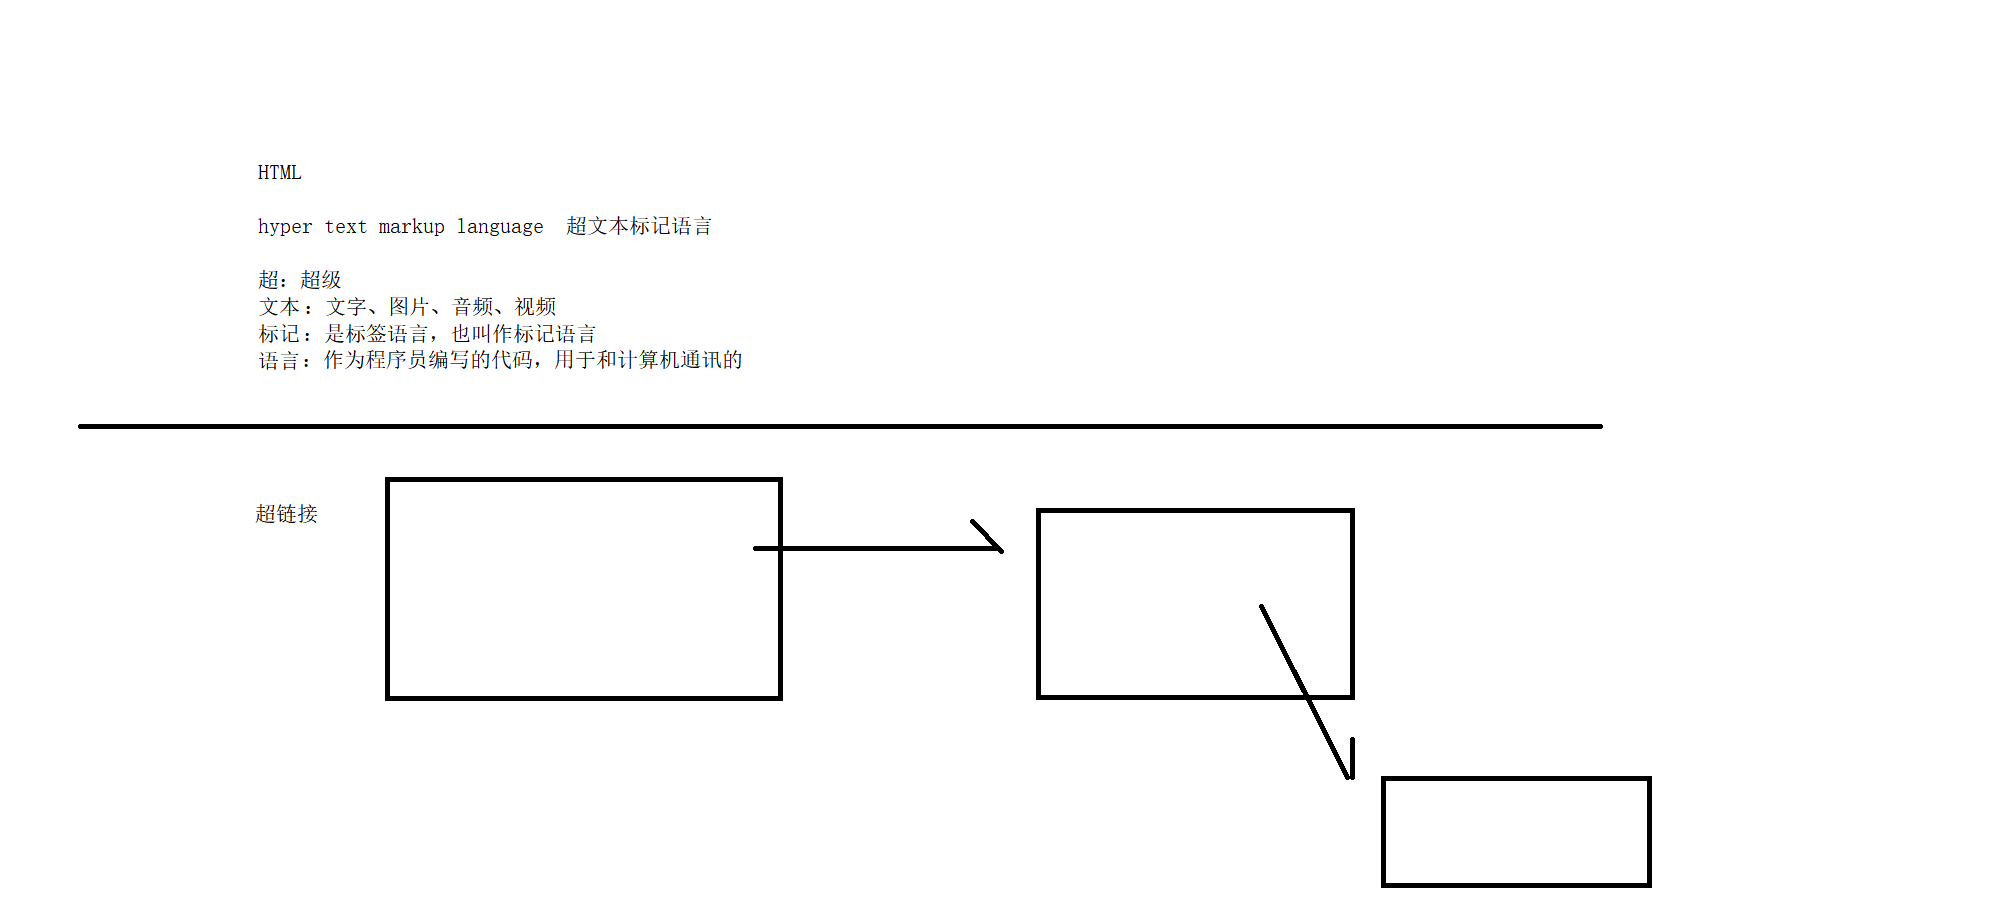 HTML
hyper text markup language  超文本标记语言
超：超级
文本：文字、图片、音频、视频
标记：是标签语言，也叫作标记语言
语言：作为程序员编写的代码，用于和计算机通讯的
超链接